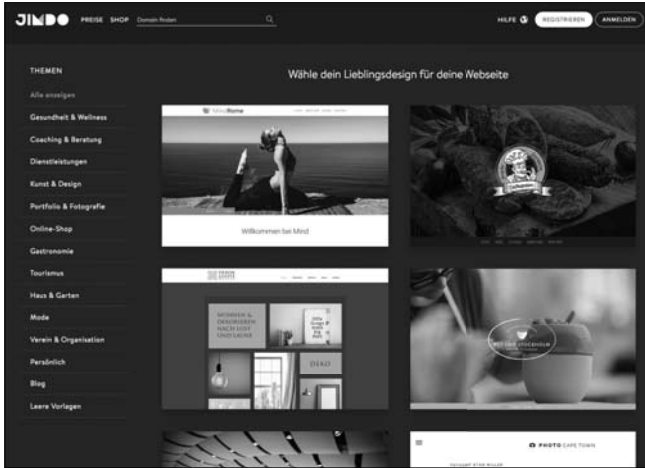 JIMDO PREISE SHOP Domain finden HILFE REGISTRIEREN ANMELDEN
THEMEN
Alle anzeigen
Gesundheit & Wellness
Coaching & Beratung
Dienstleistungen
Kunst & Design
Portfolio & Fotografie
Online-Shop
Gastronomie
Tourismus
Haus & Garten
Mode
Verein & Organisation
Persönlich
Blog
Leere Vorlagen
Wähle dein Lieblingsdesign für deine Webseite
MindRome
Willkommen bei Mind
WOHNEN &
DEKORIEREN
NACH LUST
UND LAUNE
DEKO
PHOTO CAPE TOWN